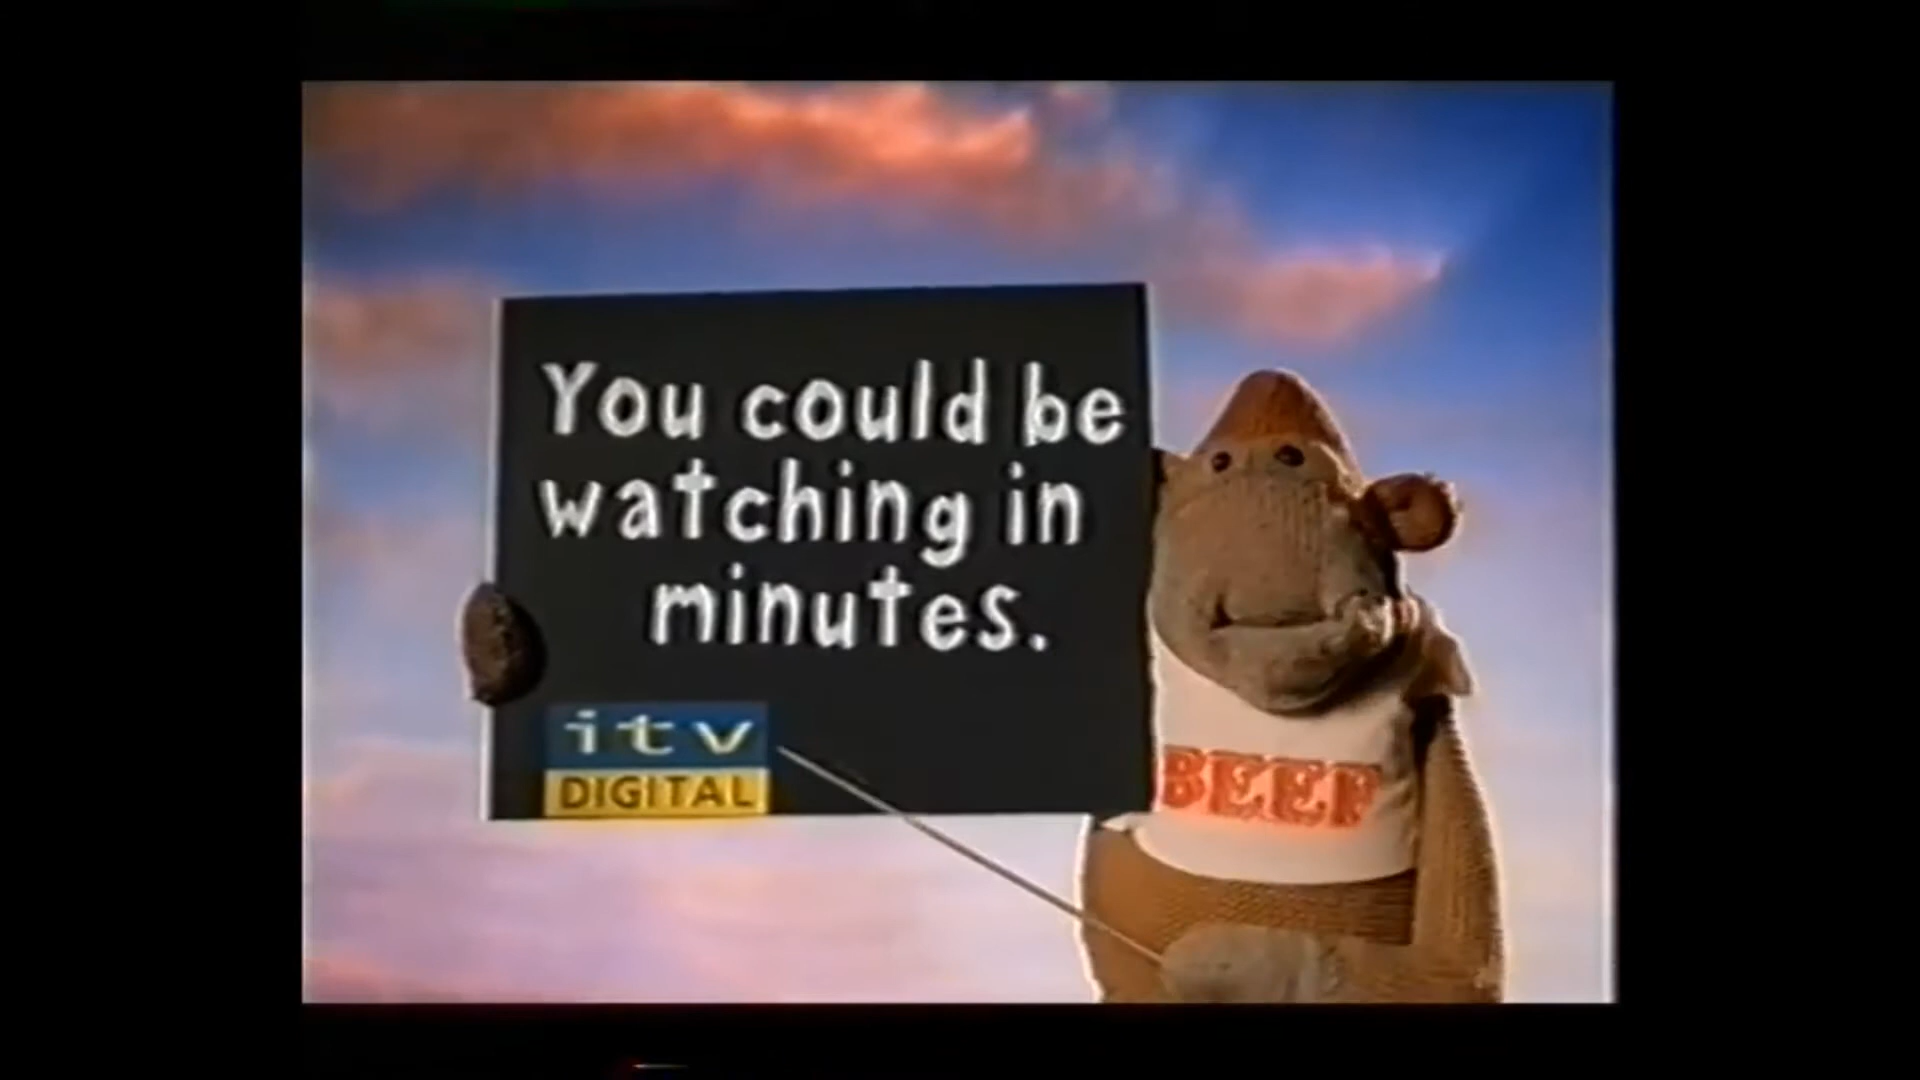 You could be
watching in
minutes.
itv
DIGITAL
BEEF